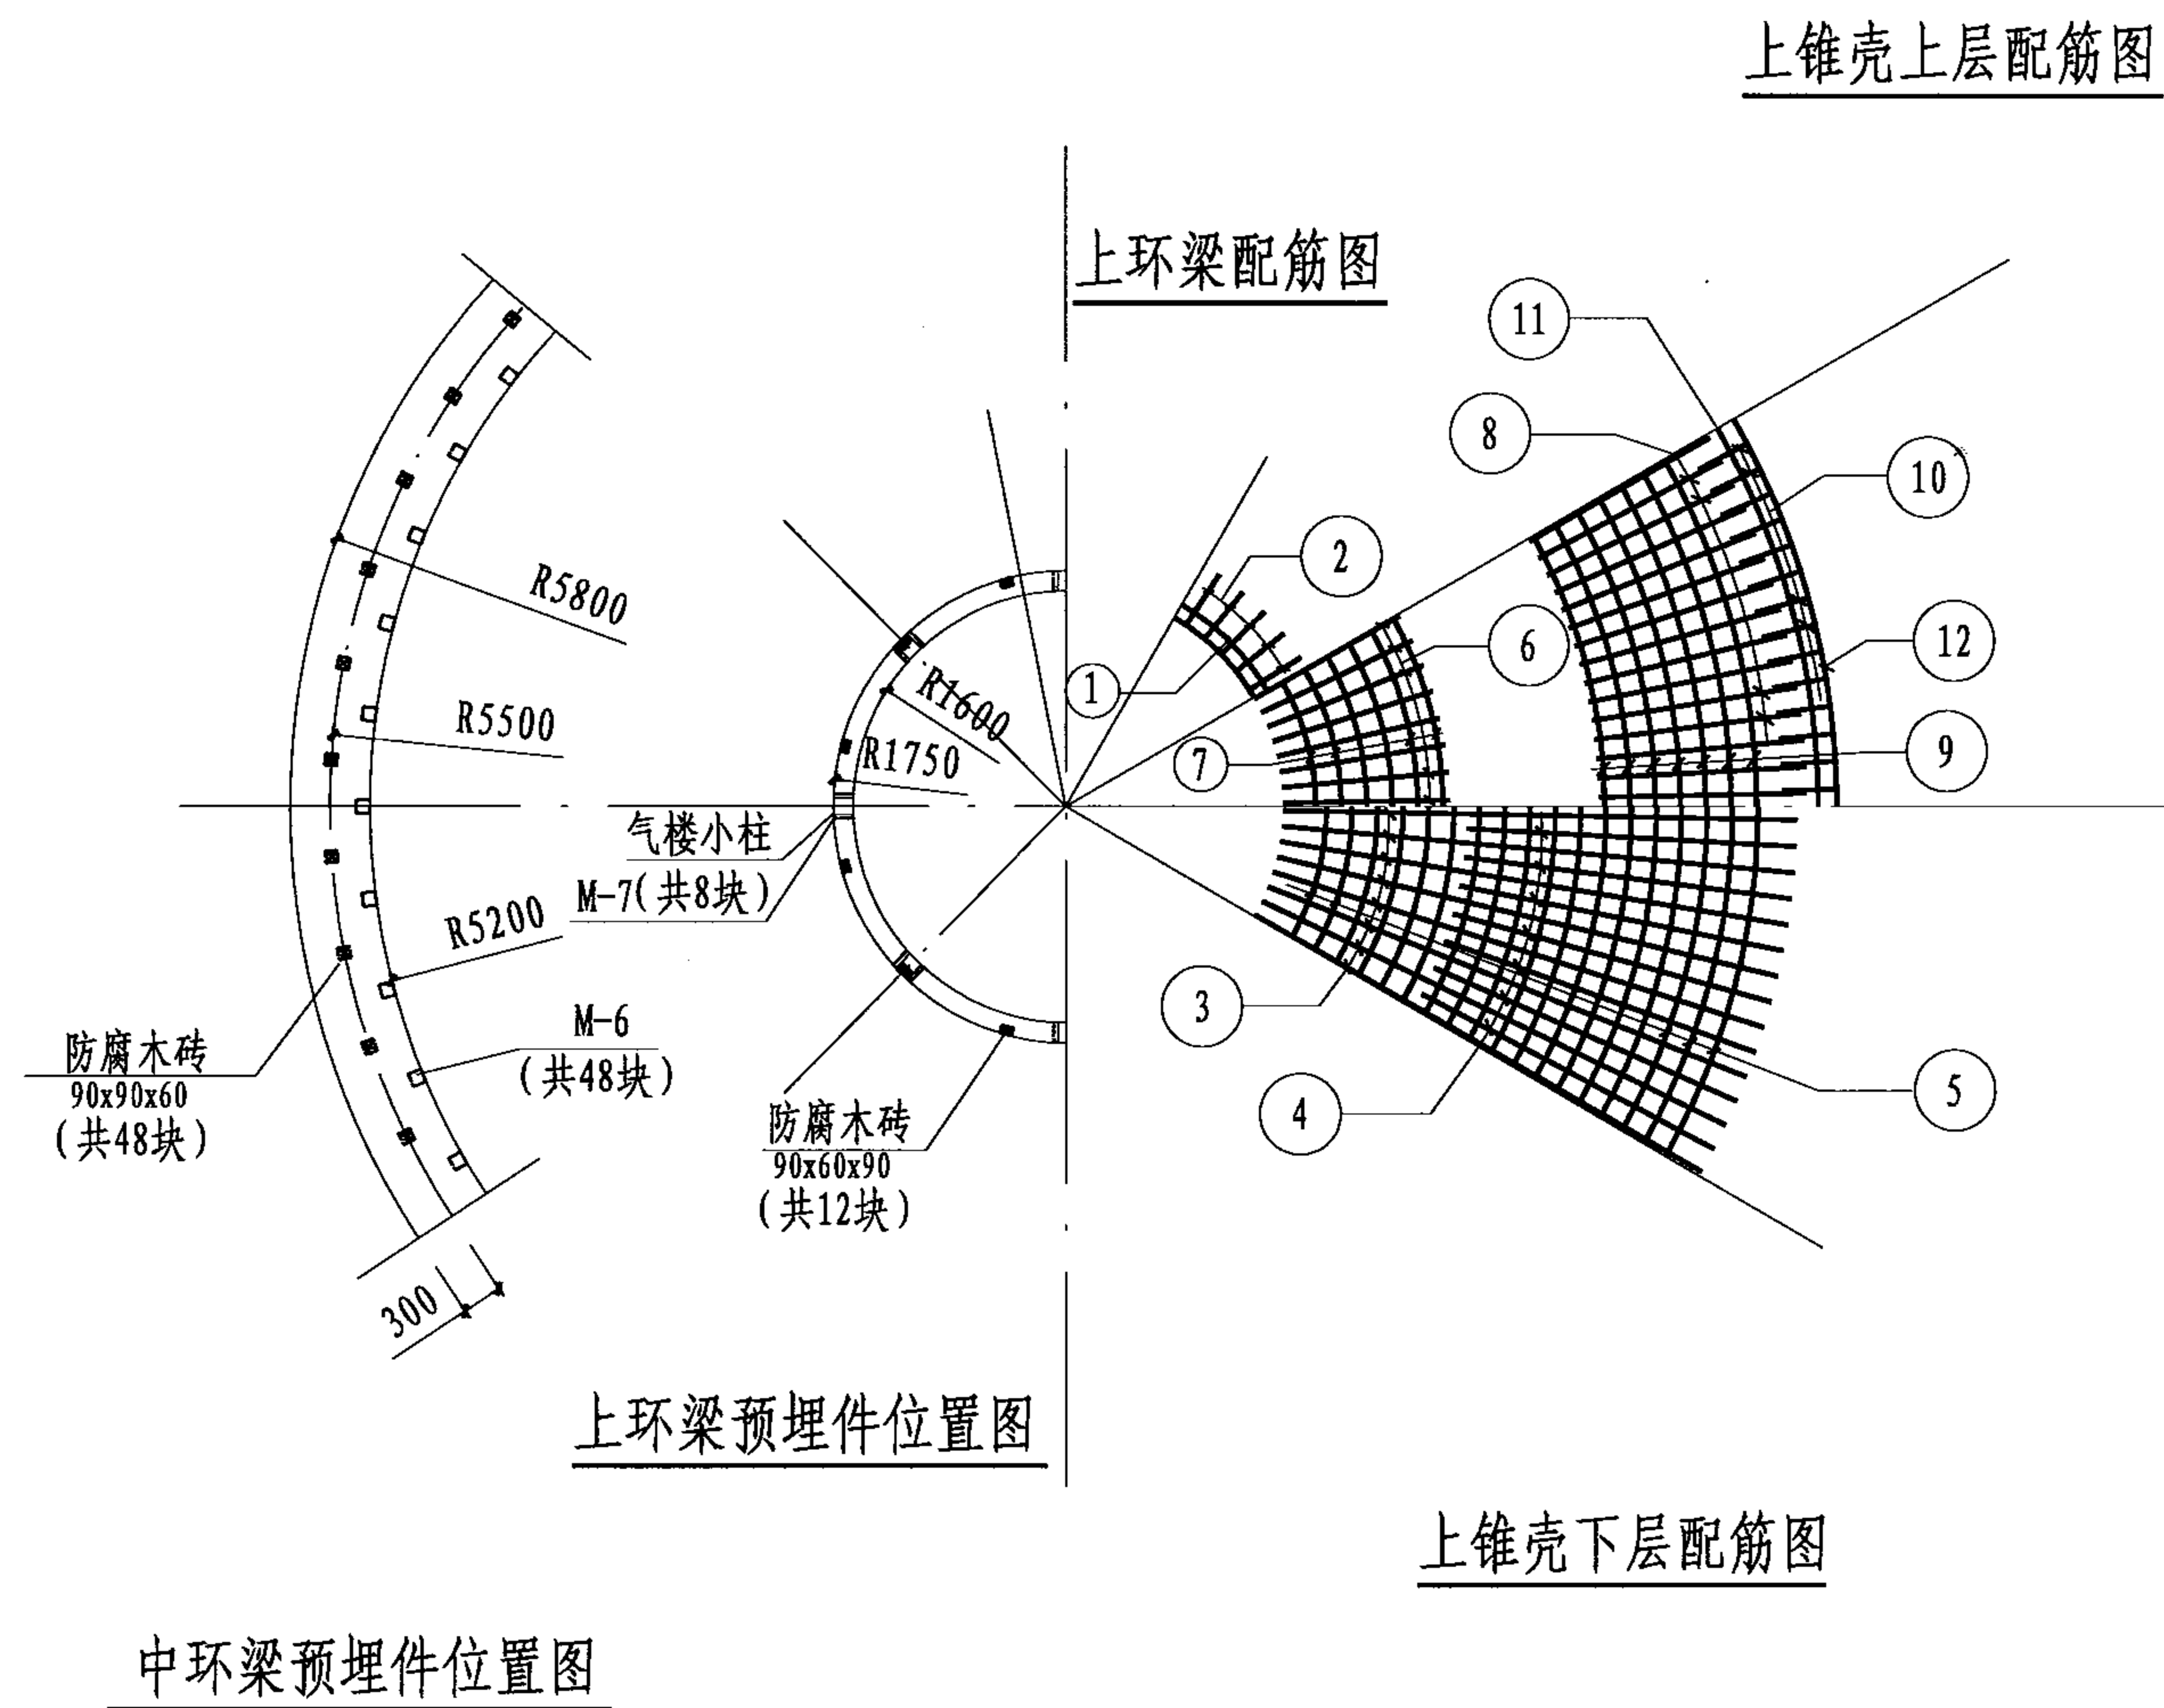 上锥壳上层配筋图
上环梁配筋图
11
8
10
2
R5800
12
6
1
R1600
R5500
R1750
7
9
气楼小柱
M-7(共8块)
R5200
3
M-6
(共48块)
防腐木砖
90x90x60
(共48块)
5
4
防腐木砖
90x60x90
(共12块)
300
上环梁预埋件位置图
上锥壳下层配筋图
中环梁预埋件位置图